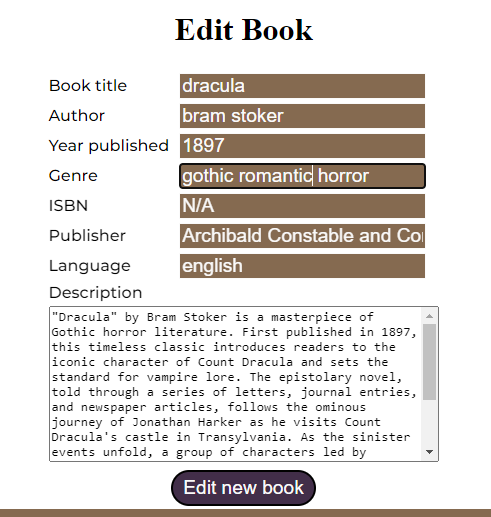 Edit Book
Book title dracula
Author bram stoker
Year published 1897
Genre gothic romantic horror
ISBN N/A
Publisher Archibald Constable and
Language english
Description
"Dracula" by Bram Stoker is a masterpiece of
Gothic horror literature. First published in 1897,
this timeless classic introduces readers to the
iconic character of Count Dracula and sets the
standard for vampire lore. The epistolary novel,
told through a series of letters, journal entries,
and newspaper articles, follows the ominous
journey of Jonathan Harker as he visits Count
Dracula's castle in Transylvania. As the sinister
events unfold, a group of characters led by
Edit new book